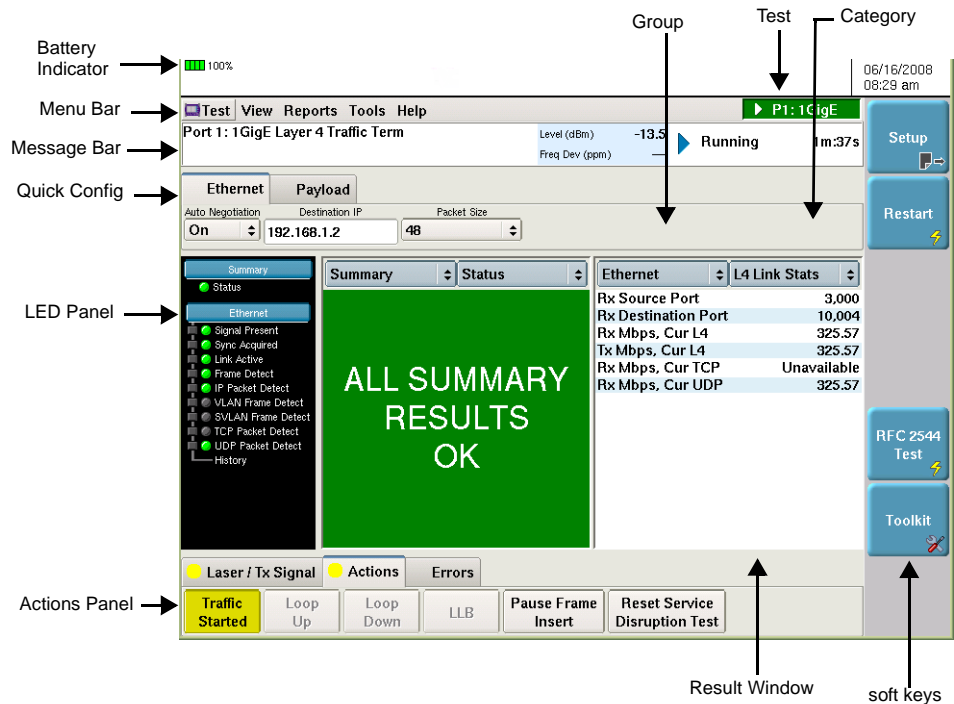 Group
Test
Category
Battery
Indicator
100%
06/16/2008
08:29 am
Menu Bar
Test View Reports Tools Help
P1: 1GigE
Message Bar
Port 1: 1GigE Layer 4 Traffic Term
Level (dBm) -13.5
Freq Dev (ppm) —
Running 1m:37s
Setup
Quick Config
Ethernet Payload
Auto Negotiation Destination IP Packet Size
On 192.168.1.2 48
Restart
LED Panel
Summary
Status
Ethernet
Signal Present
Sync Acquired
Link Active
Frame Detect
IP Packet Detect
VLAN Frame Detect
SVLAN Frame Detect
TCP Packet Detect
UDP Packet Detect
History
Summary Status
ALL SUMMARY
RESULTS
OK
Ethernet L4 Link Stats
Rx Source Port 3,000
Rx Destination Port 10,004
Rx Mbps, Cur L4 325.57
Tx Mbps, Cur L4 325.57
Rx Mbps, Cur TCP Unavailable
Rx Mbps, Cur UDP 325.57
RFC 2544
Test
Toolkit
Laser / Tx Signal Actions Errors
Actions Panel
Traffic
Started
Loop
Up
Loop
Down
LLB
Pause Frame
Insert
Reset Service
Disruption Test
Result Window
soft keys